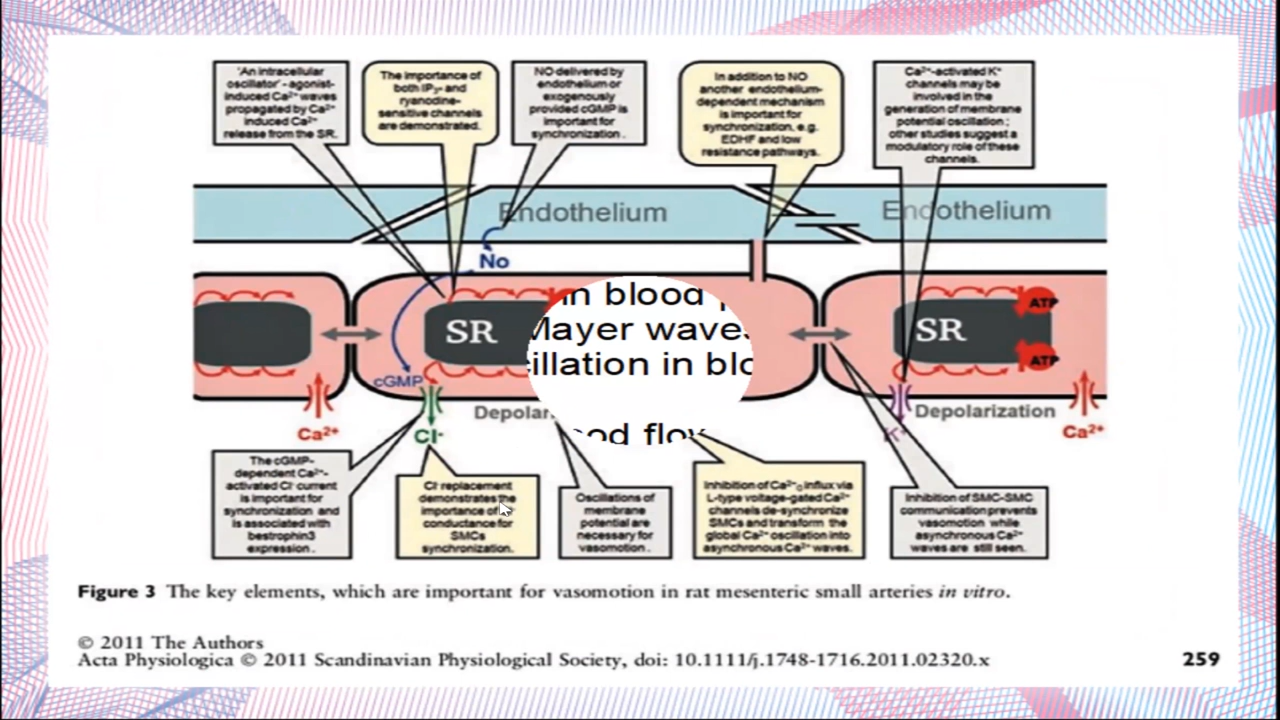 'An intracellular
oscillator' - agonist-
induced Ca²⁺ waves
propagated by Ca²⁺
induced Ca²⁺
release from the SR.
The importance of
both IP₃- and
ryanodine-
sensitive channels
are demonstrated.
NO delivered by
endothelium or
exogenously
provided cGMP is
important for
synchronization.
In addition to NO
another endothelium-
dependent mechanism
is important for
synchronization, e.g.
EDHF and low
resistance pathways.
Ca²⁺-activated K⁺
channels may be
involved in the
generation of membrane
potential oscillation;
other studies suggest a
modulatory role of these
channels.
Endothelium
Endothelium
No
in blood
Mayer waves
illation in blo
ood flow
SR
SR
ATP
ATP
cGMP
Depolar
Depolarization
Ca²⁺
Cl⁻
K⁺
Ca²⁺
The cGMP-
dependent Ca²⁺-
activated Cl⁻ current
is important for
synchronization and
is associated with
bestrophin3
expression.
Cl⁻ replacement
demonstrates the
importance of
conductance for
SMCs
synchronization.
Oscillations of
membrane
potential are
necessary for
vasomotion.
Inhibition of Ca²⁺ influx via
L-type voltage-gated Ca²⁺
channels de-synchronize
SMCs and transform the
global Ca²⁺ oscillation into
asynchronous Ca²⁺ waves.
Inhibition of SMC-SMC
communication prevents
vasomotion while
asynchronous Ca²⁺
waves are still seen.
Figure 3 The key elements, which are important for vasomotion in rat mesenteric small arteries in vitro.
© 2011 The Authors
Acta Physiologica © 2011 Scandinavian Physiological Society, doi: 10.1111/j.1748-1716.2011.02320.x
259